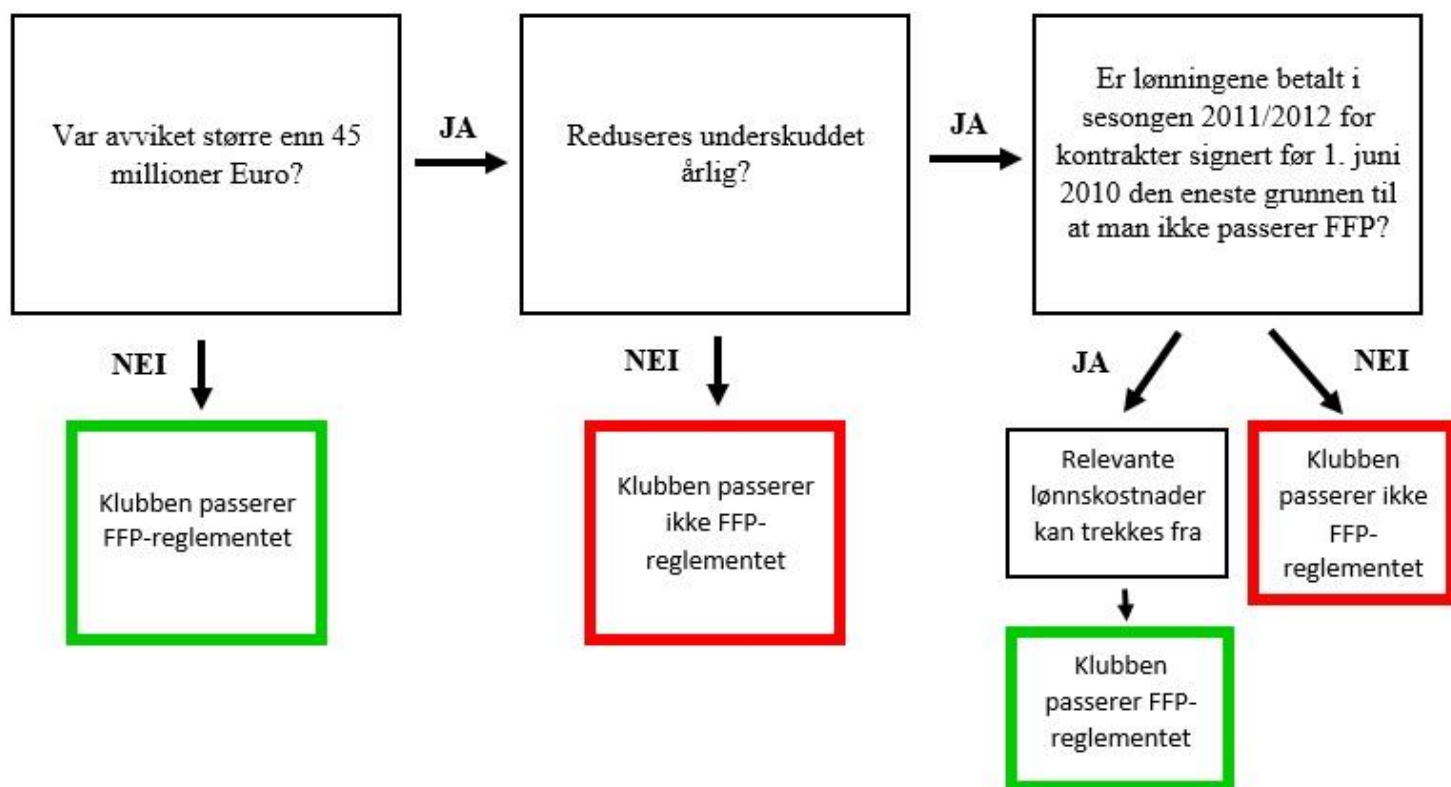 Var avviket større enn 45
millioner Euro?
JA
Reduseres underskuddet
årlig?
JA
Er lønningene betalt i
sesongen 2011/2012 for
kontrakter signert før 1. juni
2010 den eneste grunnen til
at man ikke passerer FFP?
NEI
NEI
JA
NEI
Klubben passerer
FFP-reglementet
Klubben passerer
ikke FFP-
reglementet
Relevante
lønnskostnader
kan trekkes fra
Klubben
passerer ikke
FFP-
reglementet
Klubben
passerer FFP-
reglementet